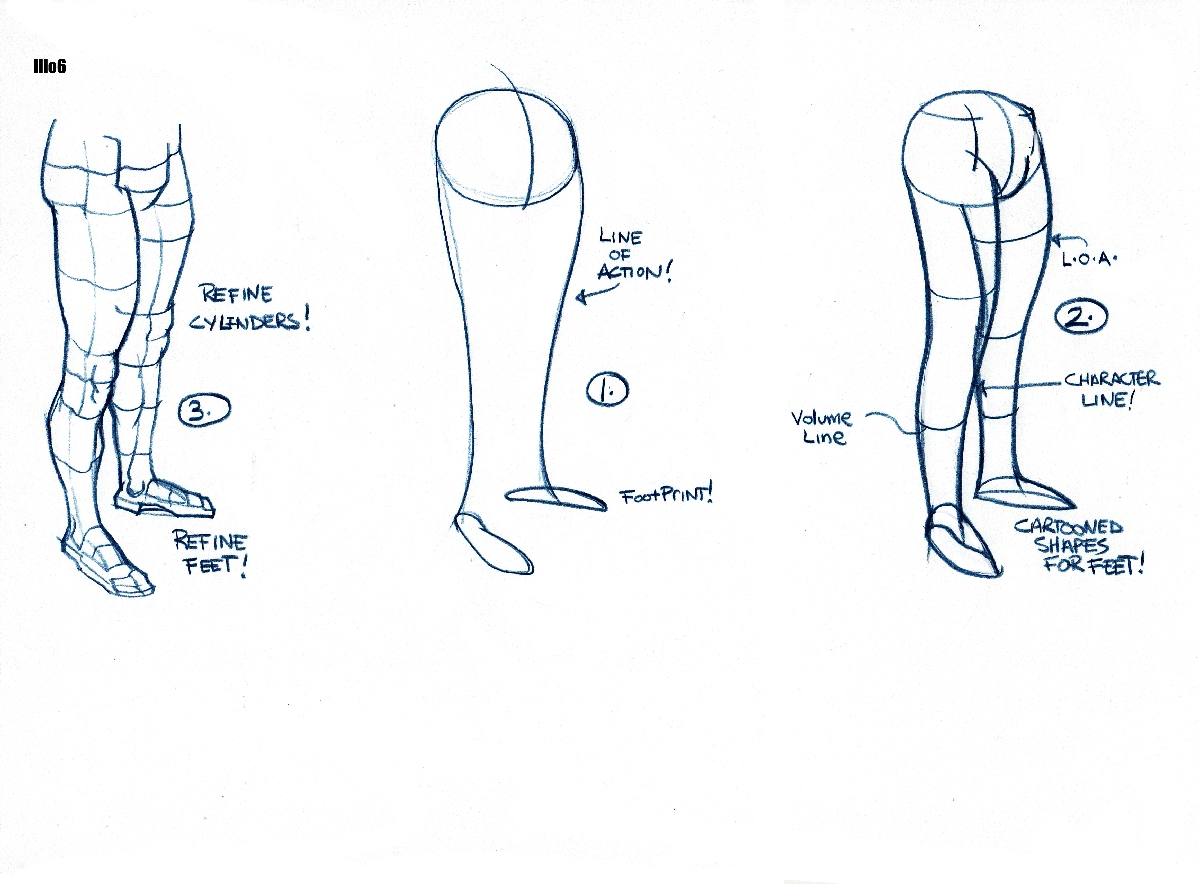 Illo6
REFINE
CYLINDERS!
3.
REFINE
FEET!
LINE
OF
ACTION!
1.
FootPRINT!
L.O.A.
2.
CHARACTER
LINE!
Volume
Line
CARTOONED
SHAPES
FOR FEET!